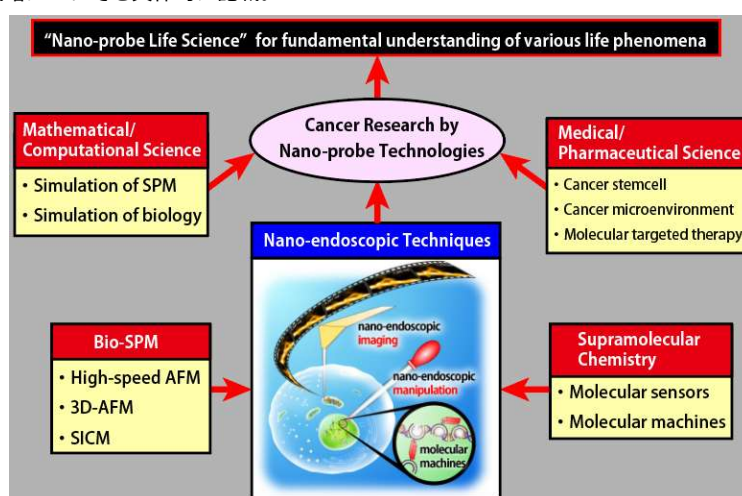 “Nano-probe Life Science” for fundamental understanding of various life phenomena
Cancer Research by
Nano-probe Technologies
Mathematical/
Computational Science
• Simulation of SPM
• Simulation of biology
Medical/
Pharmaceutical Science
• Cancer stemcell
• Cancer microenvironment
• Molecular targeted therapy
Nano-endoscopic Techniques
nano-endoscopic
imaging
nano-endoscopic
manipulation
molecular
machines
Bio-SPM
• High-speed AFM
• 3D-AFM
• SICM
Supramolecular
Chemistry
• Molecular sensors
• Molecular machines